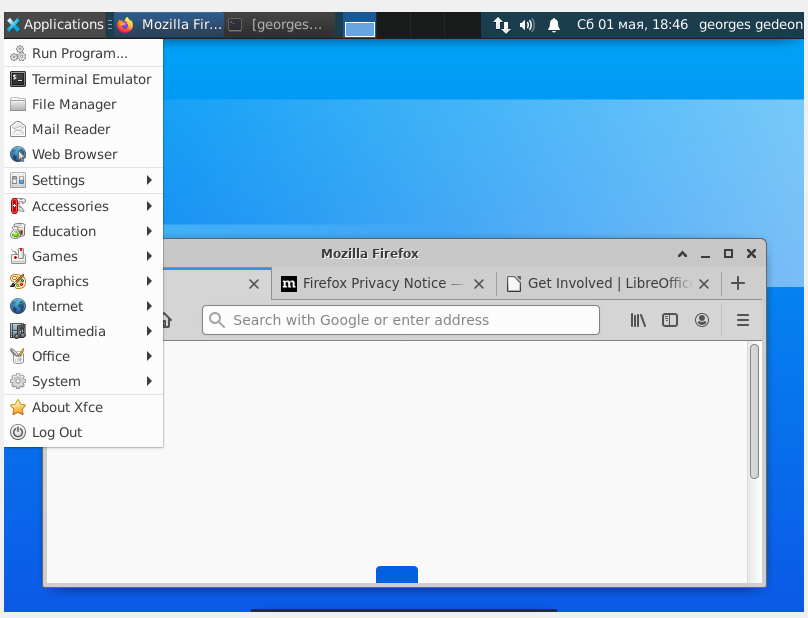 Applications
Mozilla Fir...
[georges...
Сб 01 мая, 18:46
georges gedeon
Run Program...
Terminal Emulator
File Manager
Mail Reader
Web Browser
Settings
Accessories
Education
Games
Graphics
Internet
Multimedia
Office
System
About Xfce
Log Out
Mozilla Firefox
m
Firefox Privacy Notice —
Get Involved | LibreOffic
Search with Google or enter address